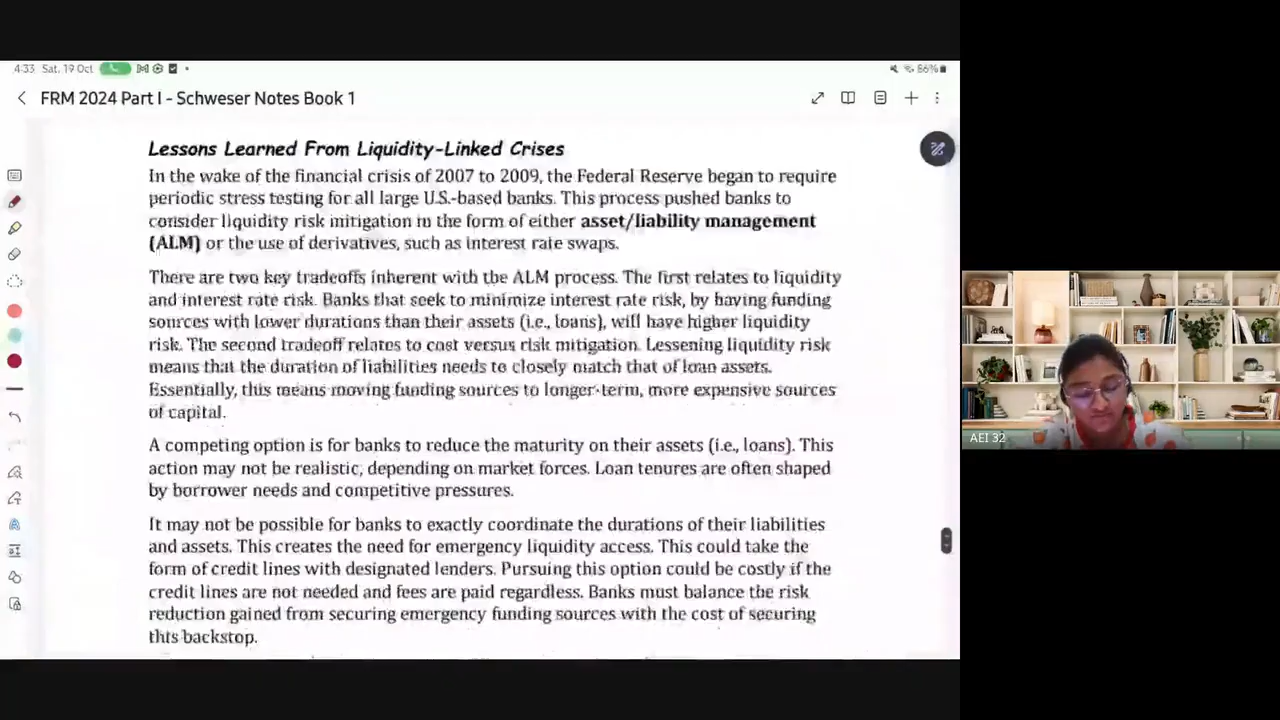 4:33 Sat, 19 Oct
86%
FRM 2024 Part I - Schweser Notes Book 1
Lessons Learned From Liquidity-Linked Crises
In the wake of the financial crisis of 2007 to 2009, the Federal Reserve began to require
periodic stress testing for all large U.S.-based banks. This process pushed banks to
consider liquidity risk mitigation in the form of either asset/liability management
(ALM) or the use of derivatives, such as interest rate swaps.
There are two key tradeoffs inherent with the ALM process. The first relates to liquidity
and interest rate risk. Banks that seek to minimize interest rate risk, by having funding
sources with lower durations than their assets (i.e., loans), will have higher liquidity
risk. The second tradeoff relates to cost versus risk mitigation. Lessening liquidity risk
means that the duration of liabilities needs to closely match that of loan assets.
Essentially, this means moving funding sources to longer-term, more expensive sources
of capital.
A competing option is for banks to reduce the maturity on their assets (i.e., loans). This
action may not be realistic, depending on market forces. Loan tenures are often shaped
by borrower needs and competitive pressures.
It may not be possible for banks to exactly coordinate the durations of their liabilities
and assets. This creates the need for emergency liquidity access. This could take the
form of credit lines with designated lenders. Pursuing this option could be costly if the
credit lines are not needed and fees are paid regardless. Banks must balance the risk
reduction gained from securing emergency funding sources with the cost of securing
this backstop.
AEI 32